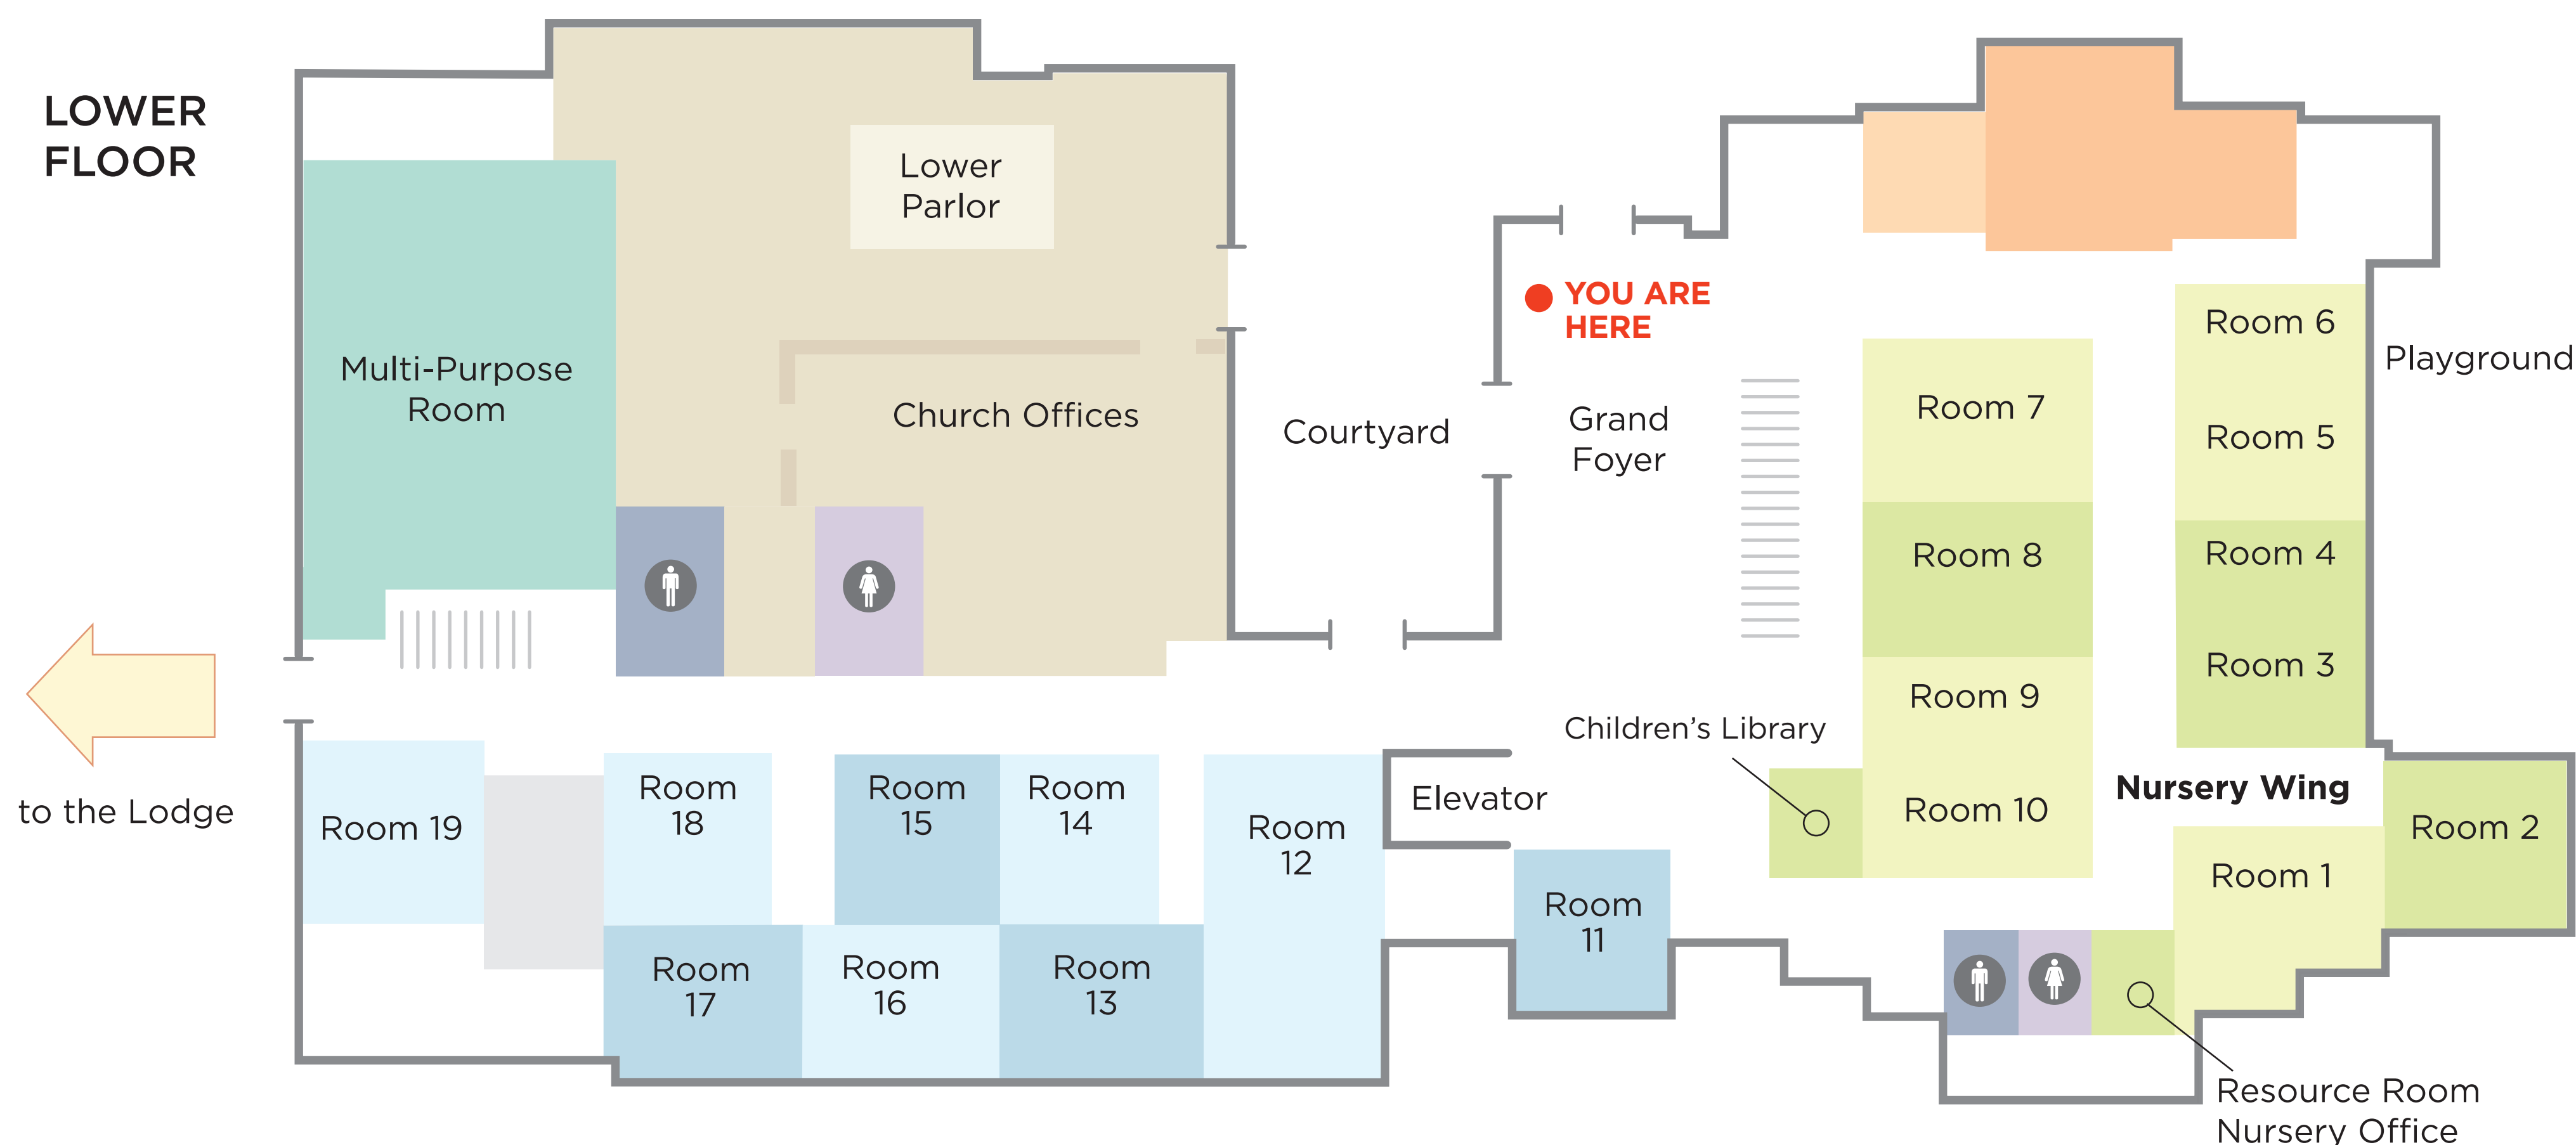 LOWER
FLOOR
Lower
Parlor
YOU ARE
HERE
Room 6
Playground
Multi-Purpose
Room
Church Offices
Courtyard
Grand
Foyer
Room 7
Room 5
Room 8
Room 4
Room 3
Room 9
Children's Library
to the Lodge
Room 19
Room
18
Room
15
Room
14
Room
12
Elevator
Room 10
Nursery Wing
Room 2
Room 1
Room
11
Room
17
Room
16
Room
13
Resource Room
Nursery Office